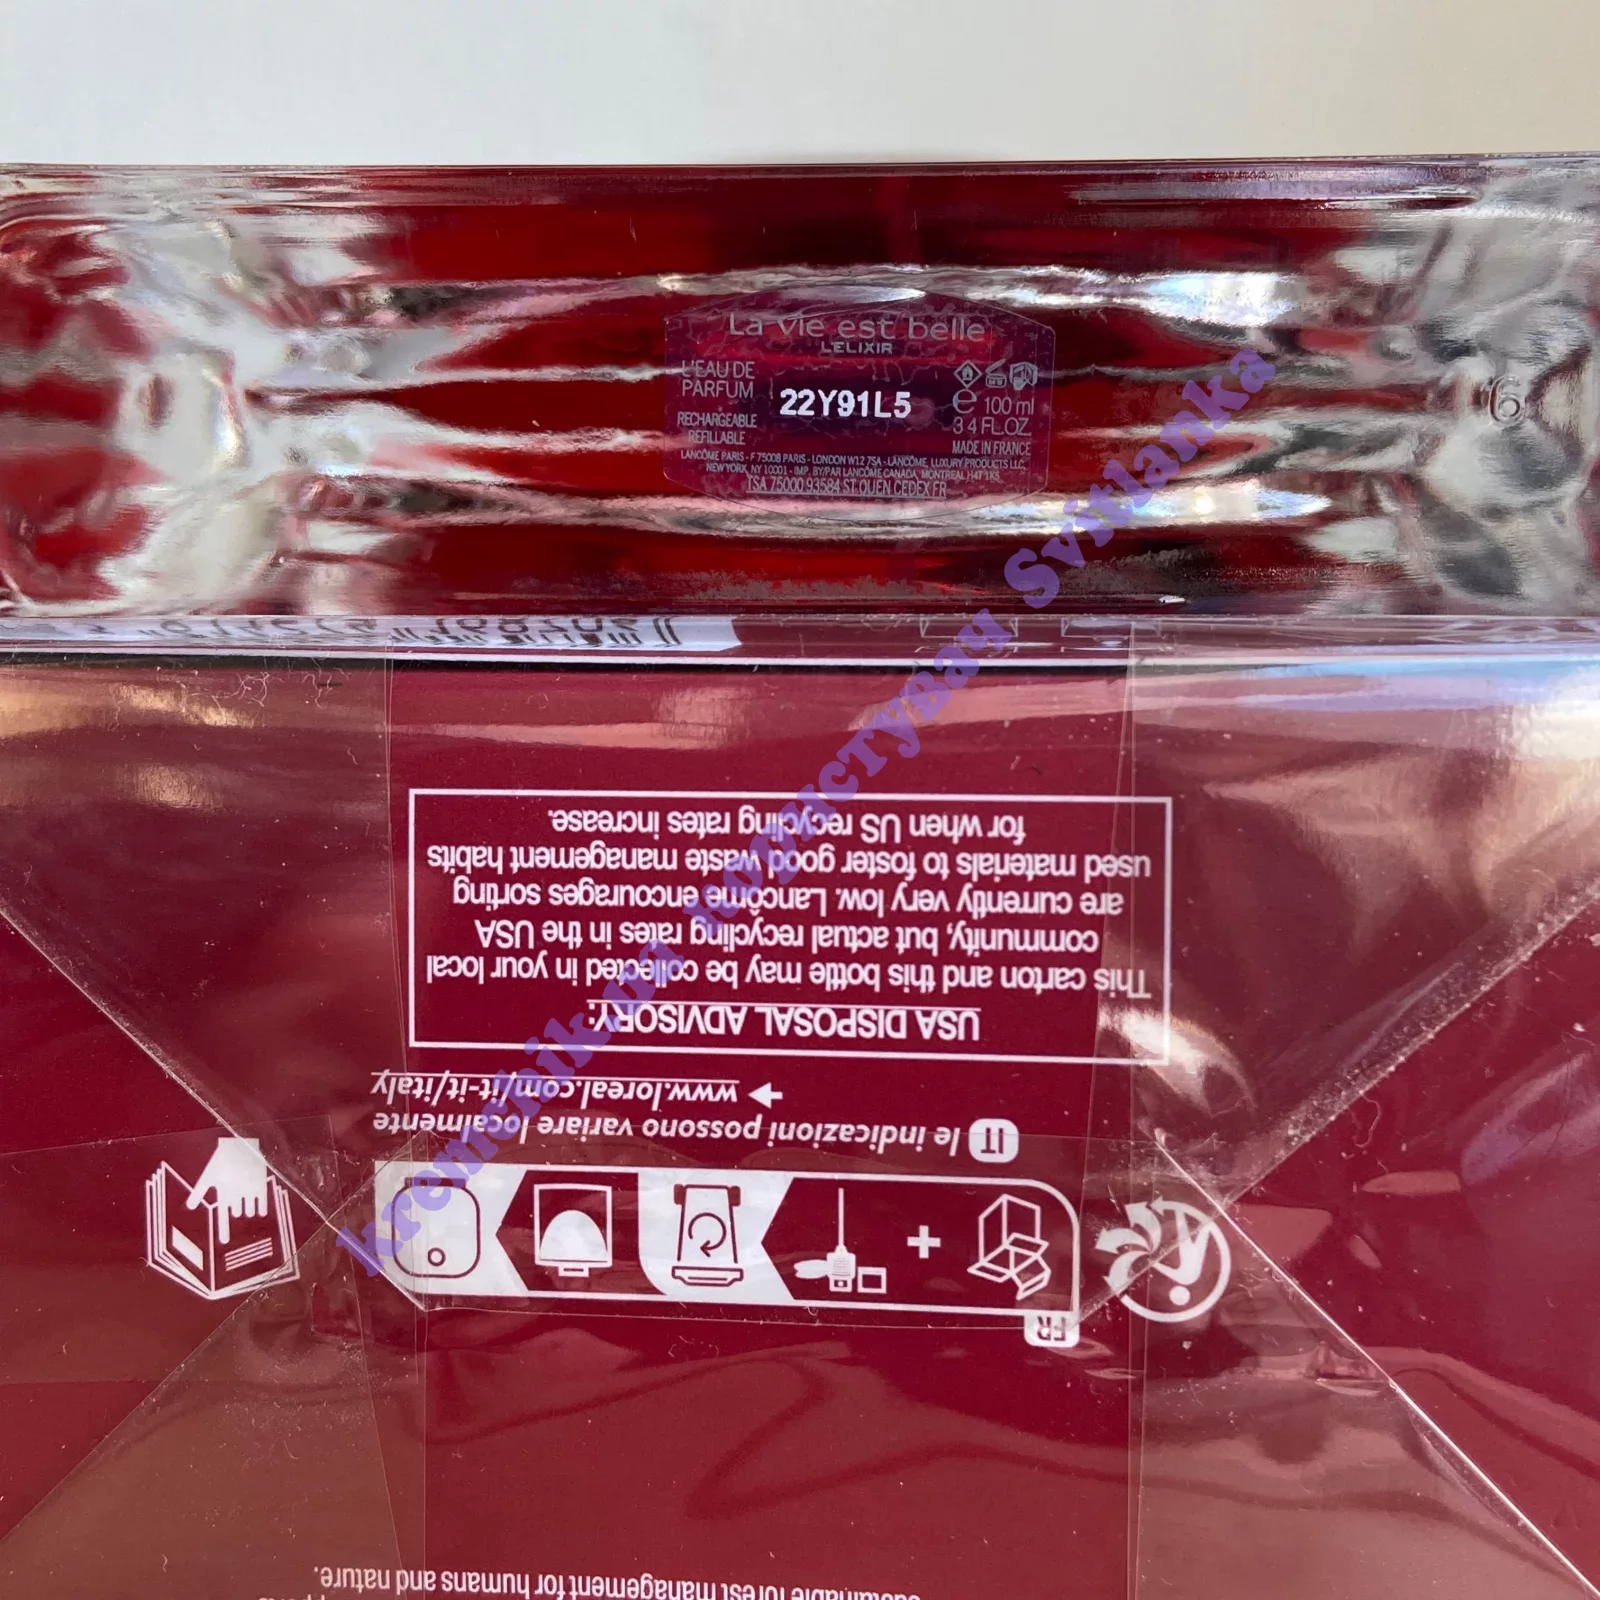 La vie est belle
L'ELIXIR
L'EAU DE
PARFUM
22Y91L5
e 100 ml
3.4 FL.OZ.
RECHARGEABLE
REFILLABLE
MADE IN FRANCE
LANCÔME PARIS - F 75008 PARIS - LONDON W12 7SA - LANCÔME, LUXURY PRODUCTS LLC,
NEW YORK, NY 10001 - IMP. BY/PAR LANCÔME CANADA, MONTREAL H4T 1K5
TSA 75000 93584 ST OUEN CEDEX FR
6
sustainable forest management for humans and nature.
FR
IT le indicazioni possono variare localmente
www.loreal.com/it-it/italy
USA DISPOSAL ADVISORY:
This carton and this bottle may be collected in your local
community, but actual recycling rates in the USA
are currently very low. Lancôme encourages sorting
used materials to foster good waste management habits
for when US recycling rates increase.
kremchik.ua користувач Svitlanka